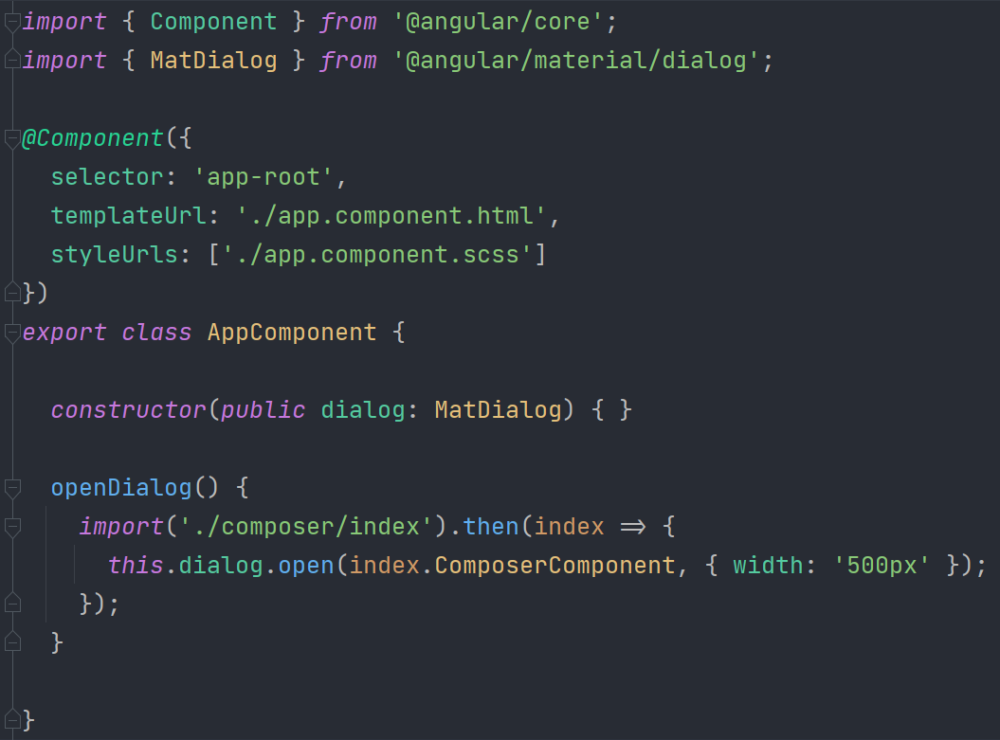 import { Component } from '@angular/core';
import { MatDialog } from '@angular/material/dialog';
@Component({
  selector: 'app-root',
  templateUrl: './app.component.html',
  styleUrls: ['./app.component.scss']
})
export class AppComponent {
  constructor(public dialog: MatDialog) { }
  openDialog() {
    import('./composer/index').then(index => {
      this.dialog.open(index.ComposerComponent, { width: '500px' });
    });
  }
}